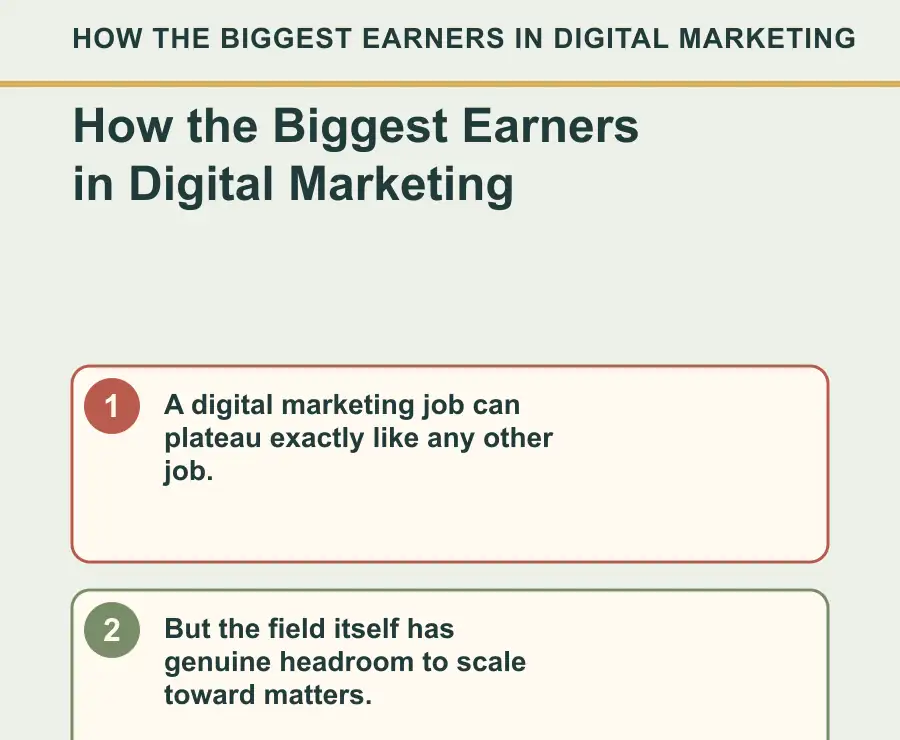 HOW THE BIGGEST EARNERS IN DIGITAL MARKETING
How the Biggest Earners
in Digital Marketing
1
A digital marketing job can
plateau exactly like any other
job.
2
But the field itself has
genuine headroom to scale
toward matters.